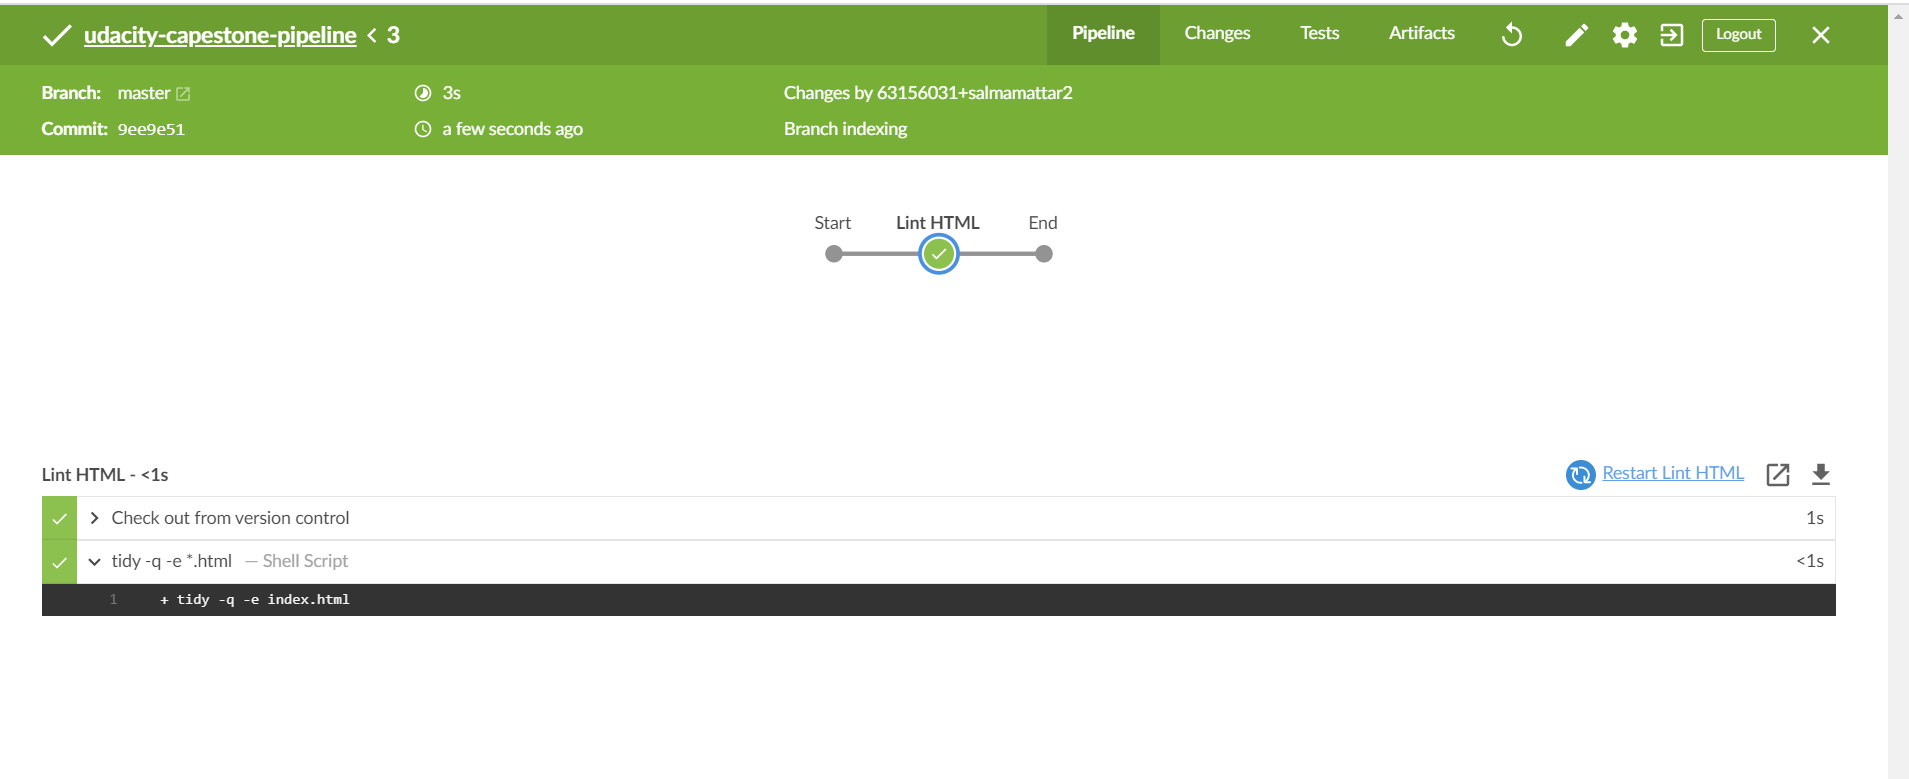 udacity-capestone-pipeline < 3
Pipeline Changes Tests Artifacts Logout
Branch: master 3s Changes by 63156031+salmamattar2
Commit: 9ee9e51 a few seconds ago Branch indexing
Start Lint HTML End
Lint HTML - <1s Restart Lint HTML
Check out from version control 1s
tidy -q -e *.html — Shell Script <1s
1 + tidy -q -e index.html